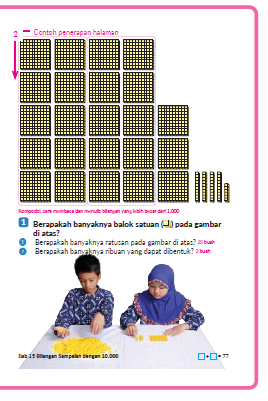 2 Contoh penerapan halaman
Komposisi, cara membaca dan menulis bilangan yang lebih besar dari 1.000
1 Berapakah banyaknya balok satuan ( ) pada gambar
di atas?
1 Berapakah banyaknya ratusan pada gambar di atas? 23 buah
2 Berapakah banyaknya ribuan yang dapat dibentuk? 2 buah
Bab 15 Bilangan Sampai dengan 10.000
□ + □ = 77